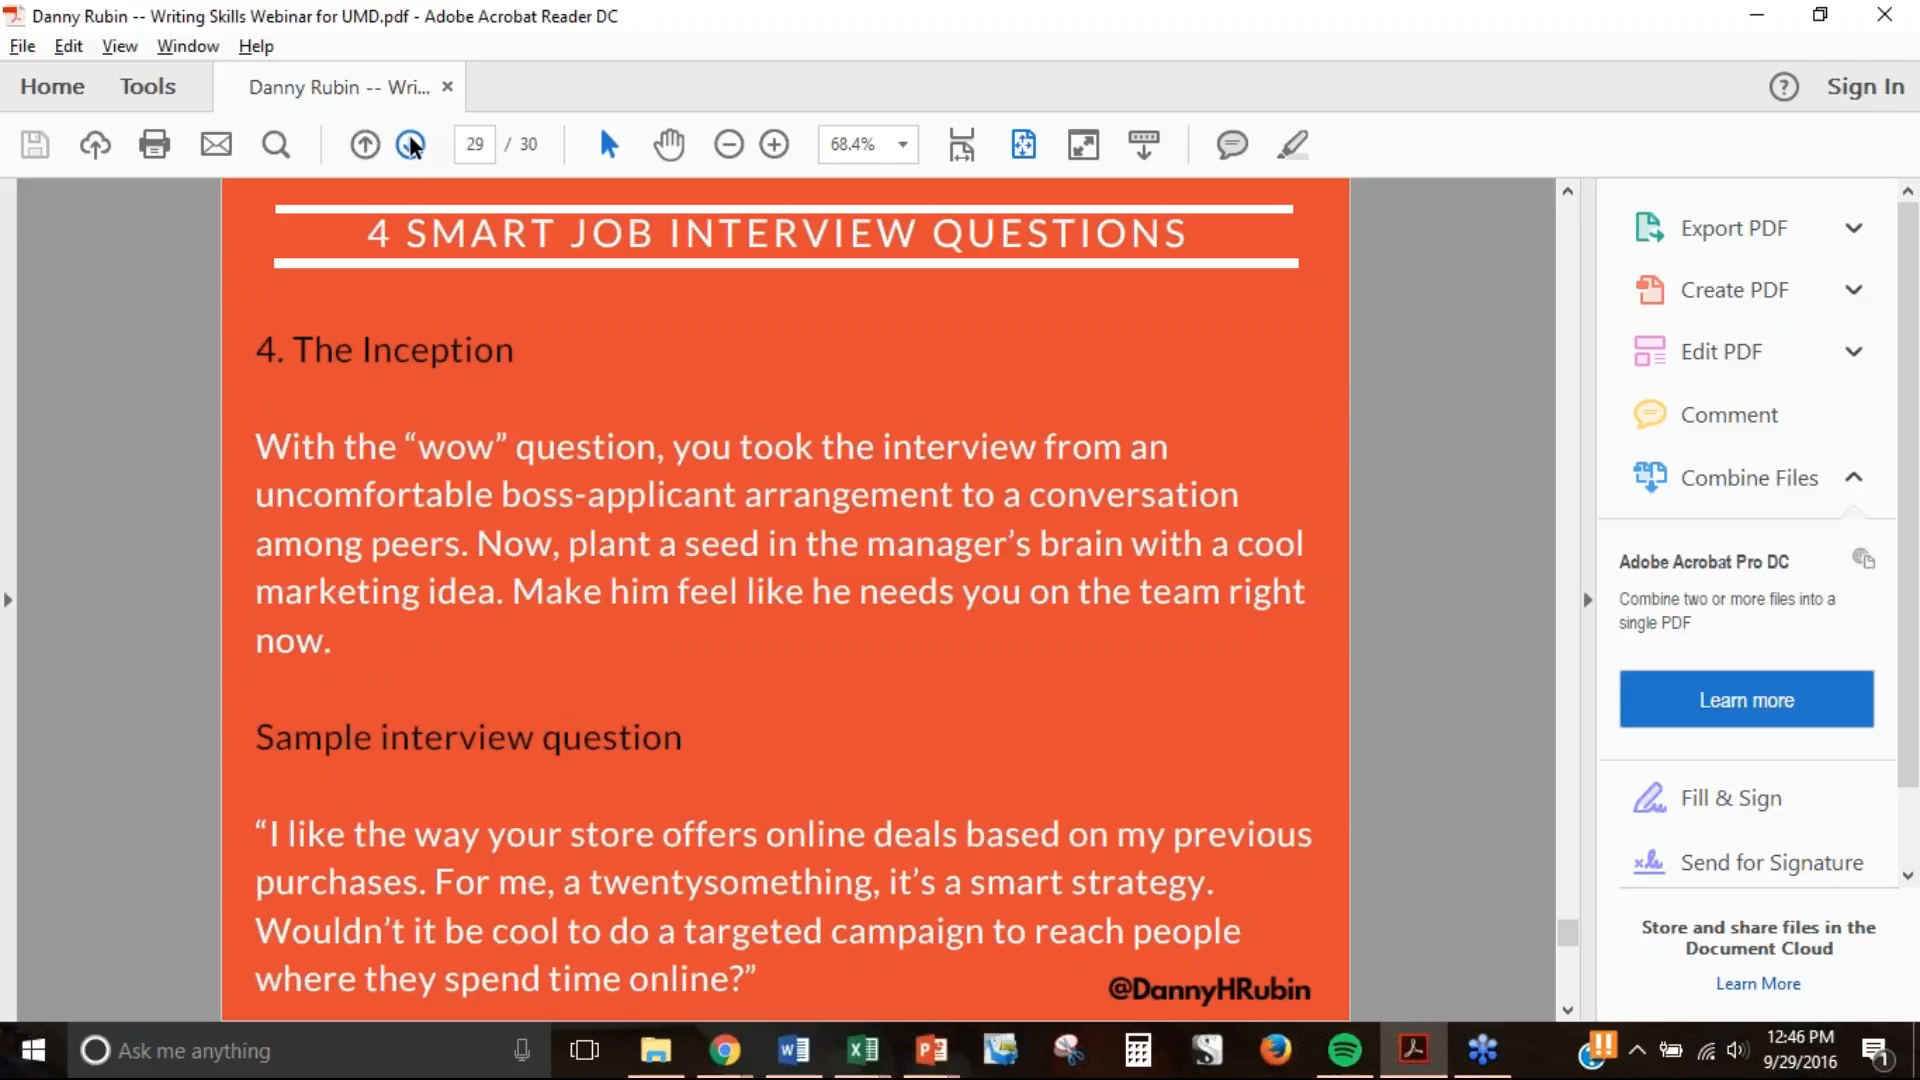 Danny Rubin -- Writing Skills Webinar for UMD.pdf - Adobe Acrobat Reader DC
File Edit View Window Help
Home Tools Danny Rubin -- Wri... Sign In
29 / 30 68.4%
4 SMART JOB INTERVIEW QUESTIONS
4. The Inception
With the “wow” question, you took the interview from an
uncomfortable boss-applicant arrangement to a conversation
among peers. Now, plant a seed in the manager’s brain with a cool
marketing idea. Make him feel like he needs you on the team right
now.
Sample interview question
“I like the way your store offers online deals based on my previous
purchases. For me, a twentysomething, it’s a smart strategy.
Wouldn’t it be cool to do a targeted campaign to reach people
where they spend time online?”
@DannyHRubin
Export PDF
Create PDF
Edit PDF
Comment
Combine Files
Adobe Acrobat Pro DC
Combine two or more files into a
single PDF
Learn more
Fill & Sign
Send for Signature
Store and share files in the
Document Cloud
Learn More
Ask me anything
12:46 PM
9/29/2016
1